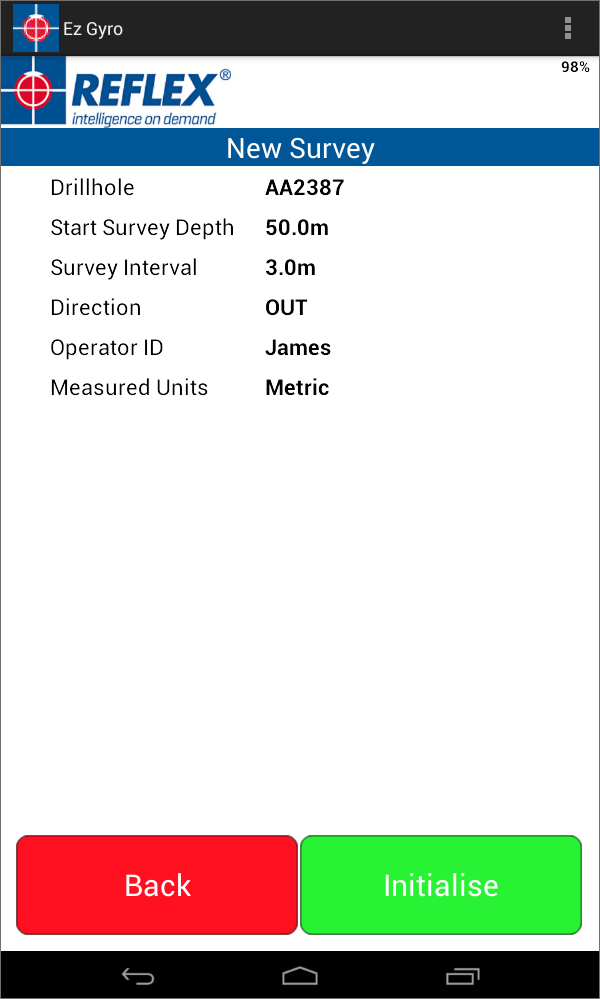 Ez Gyro
98%
REFLEX®
intelligence on demand
New Survey
Drillhole AA2387
Start Survey Depth 50.0m
Survey Interval 3.0m
Direction OUT
Operator ID James
Measured Units Metric
Back Initialise